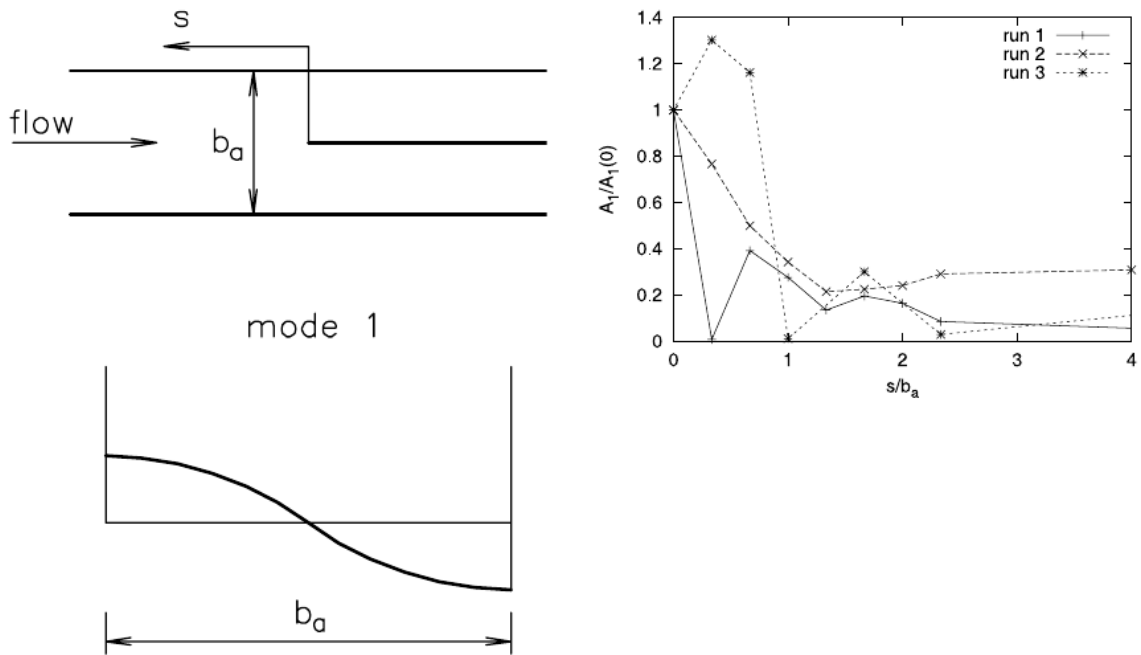 s
flow
b_a
mode 1
b_a
1.4
1.2
1
0.8
0.6
0.4
0.2
0
A_1/A_1(0)
run 1
run 2
run 3
0 1 2 3 4
s/b_a